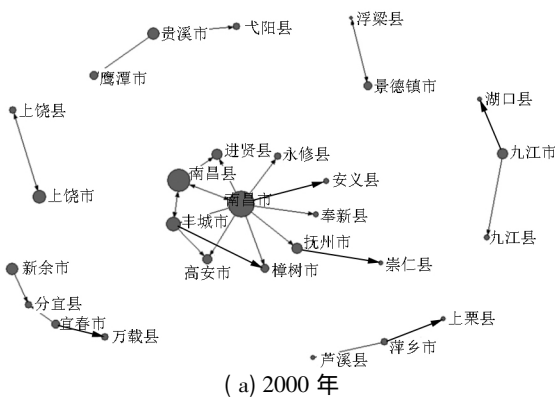 浮梁县
贵溪市
弋阳县
鹰潭市
景德镇市
湖口县
上饶县
进贤县
永修县
九江市
南昌县
安义县
上饶市
南昌市
丰城市
奉新县
抚州市
九江县
新余市
高安市
樟树市
崇仁县
分宜县
宜春市
万载县
上栗县
萍乡市
芦溪县
(a) 2000 年